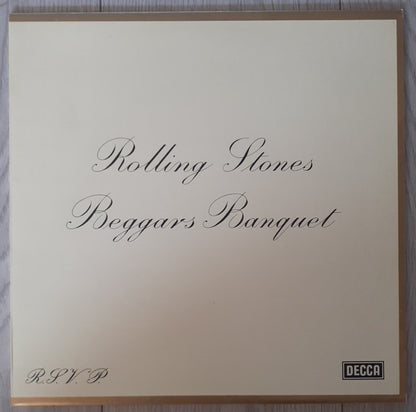 Rolling Stones
Beggars Banquet
R.S.V.P.
DECCA